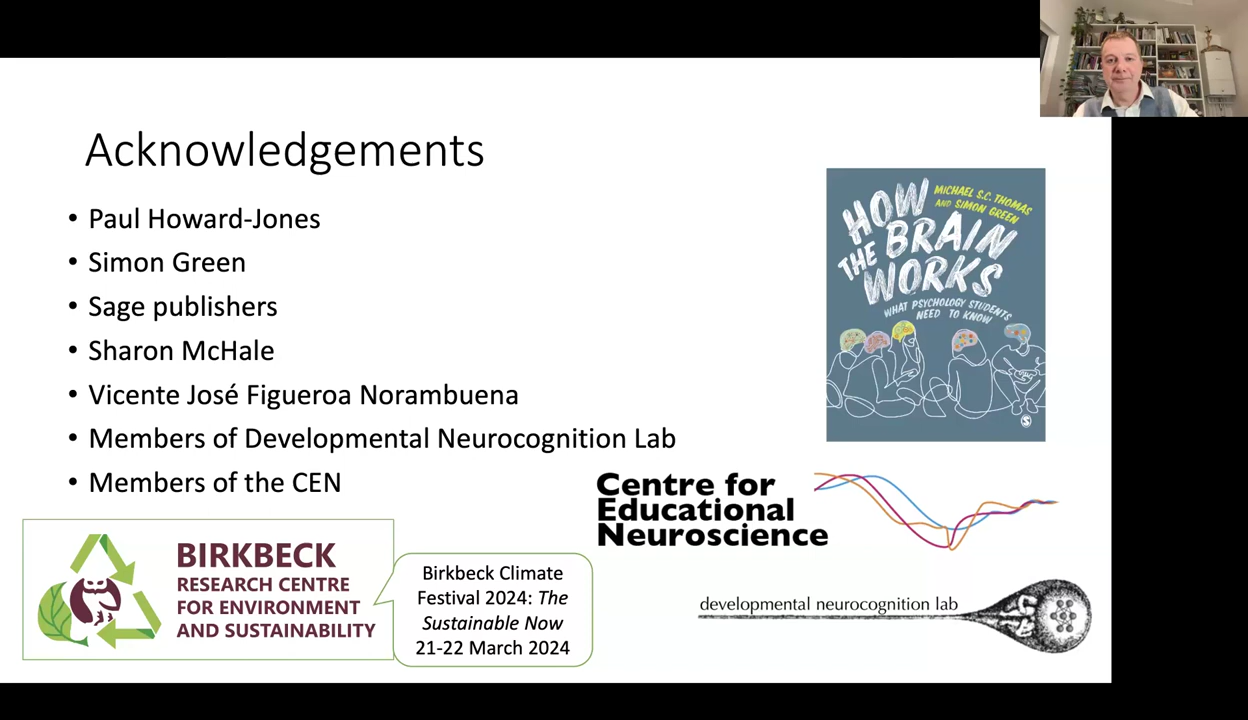 Acknowledgements
• Paul Howard-Jones
• Simon Green
• Sage publishers
• Sharon McHale
• Vicente José Figueroa Norambuena
• Members of Developmental Neurocognition Lab
• Members of the CEN
MICHAEL S.C. THOMAS
AND SIMON GREEN
HOW
THE BRAIN
WORKS
WHAT PSYCHOLOGY STUDENTS
NEED TO KNOW
S
Centre for
Educational
Neuroscience
BIRKBECK
RESEARCH CENTRE
FOR ENVIRONMENT
AND SUSTAINABILITY
Birkbeck Climate
Festival 2024: The
Sustainable Now
21-22 March 2024
developmental neurocognition lab